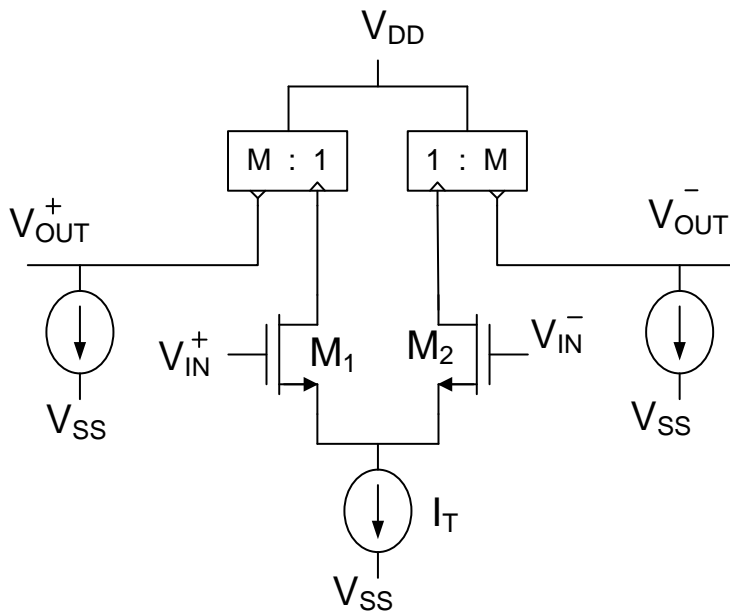 V_DD
M : 1
1 : M
V_OUT^+
V_OUT^−
V_IN^+
M_1
M_2
V_IN^−
V_SS
V_SS
I_T
V_SS